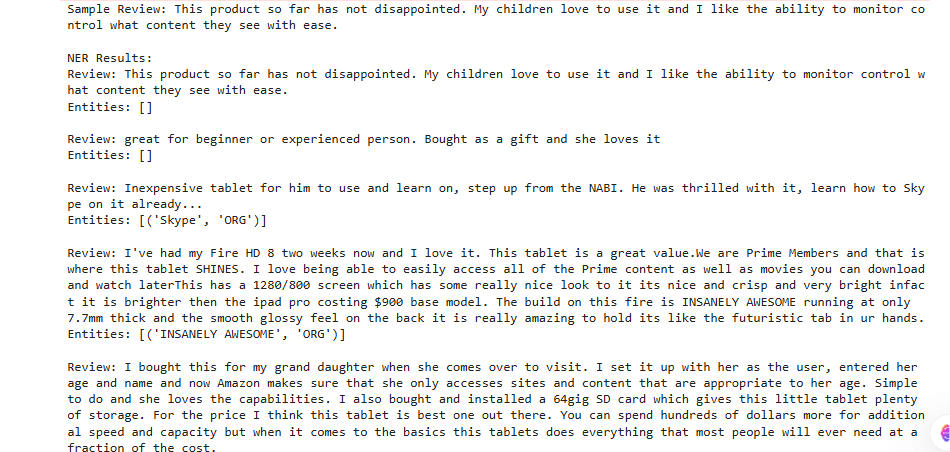 Sample Review: This product so far has not disappointed. My children love to use it and I like the ability to monitor co
ntrol what content they see with ease.
NER Results:
Review: This product so far has not disappointed. My children love to use it and I like the ability to monitor control w
hat content they see with ease.
Entities: []
Review: great for beginner or experienced person. Bought as a gift and she loves it
Entities: []
Review: Inexpensive tablet for him to use and learn on, step up from the NABI. He was thrilled with it, learn how to Sky
pe on it already...
Entities: [('Skype', 'ORG')]
Review: I've had my Fire HD 8 two weeks now and I love it. This tablet is a great value.We are Prime Members and that is
where this tablet SHINES. I love being able to easily access all of the Prime content as well as movies you can download
and watch laterThis has a 1280/800 screen which has some really nice look to it its nice and crisp and very bright infac
t it is brighter then the ipad pro costing $900 base model. The build on this fire is INSANELY AWESOME running at only
7.7mm thick and the smooth glossy feel on the back it is really amazing to hold its like the futuristic tab in ur hands.
Entities: [('INSANELY AWESOME', 'ORG')]
Review: I bought this for my grand daughter when she comes over to visit. I set it up with her as the user, entered her
age and name and now Amazon makes sure that she only accesses sites and content that are appropriate to her age. Simple
to do and she loves the capabilities. I also bought and installed a 64gig SD card which gives this little tablet plenty
of storage. For the price I think this tablet is best one out there. You can spend hundreds of dollars more for addition
al speed and capacity but when it comes to the basics this tablets does everything that most people will ever need at a
fraction of the cost.